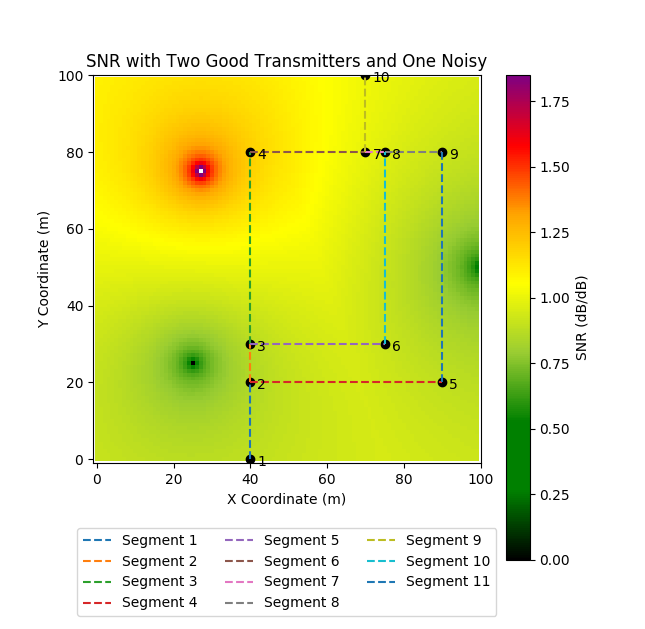 SNR with Two Good Transmitters and One Noisy
100
80
60
40
20
0
Y Coordinate (m)
10
4
7
8
9
3
6
2
5
1
0
20
40
60
80
100
X Coordinate (m)
1.75
1.50
1.25
1.00
0.75
0.50
0.25
0.00
SNR (dB/dB)
Segment 1
Segment 2
Segment 3
Segment 4
Segment 5
Segment 6
Segment 7
Segment 8
Segment 9
Segment 10
Segment 11